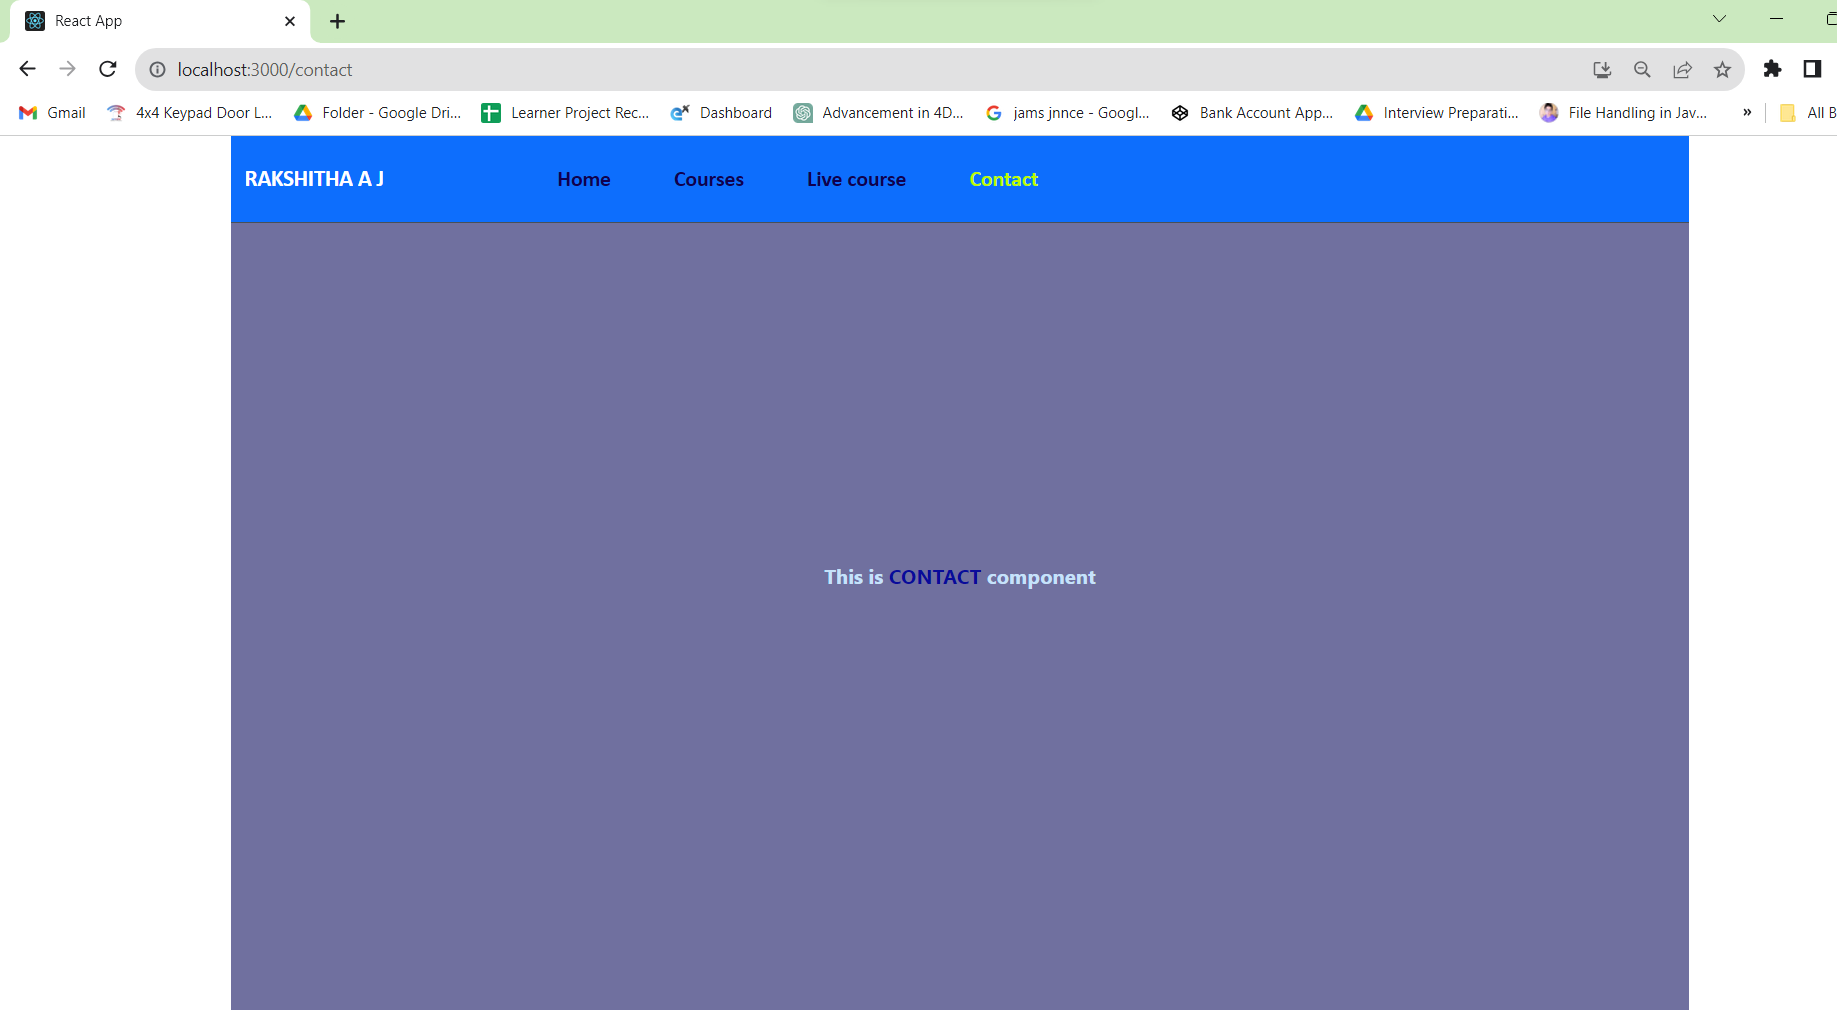 React App
localhost:3000/contact
Gmail 4x4 Keypad Door L... Folder - Google Dri... Learner Project Rec... Dashboard Advancement in 4D... jams jnnce - Googl... Bank Account App... Interview Preparati... File Handling in Jav... » All B
RAKSHITHA A J Home Courses Live course Contact
This is CONTACT component